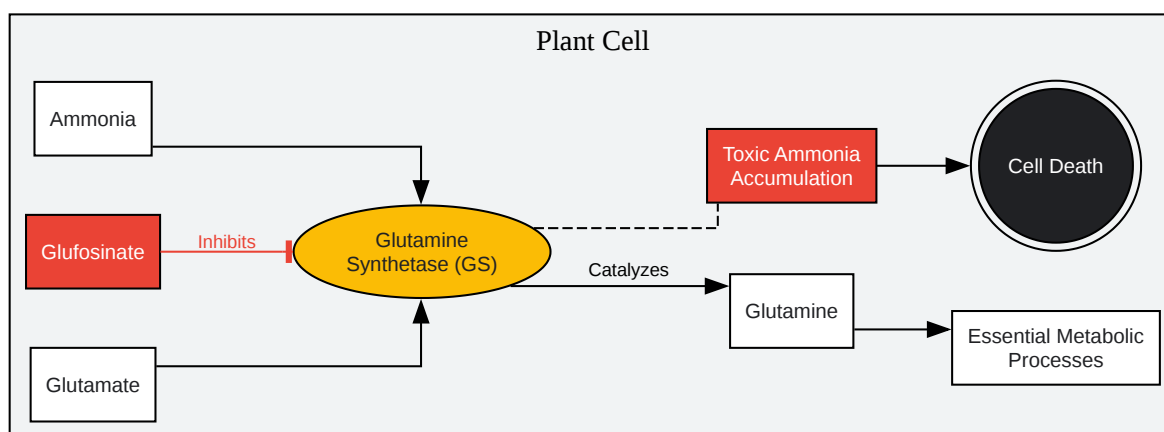 Plant Cell
Ammonia
Toxic Ammonia
Accumulation
Cell Death
Glufosinate
Inhibits
Glutamine
Synthetase (GS)
Catalyzes
Glutamine
Essential Metabolic
Processes
Glutamate